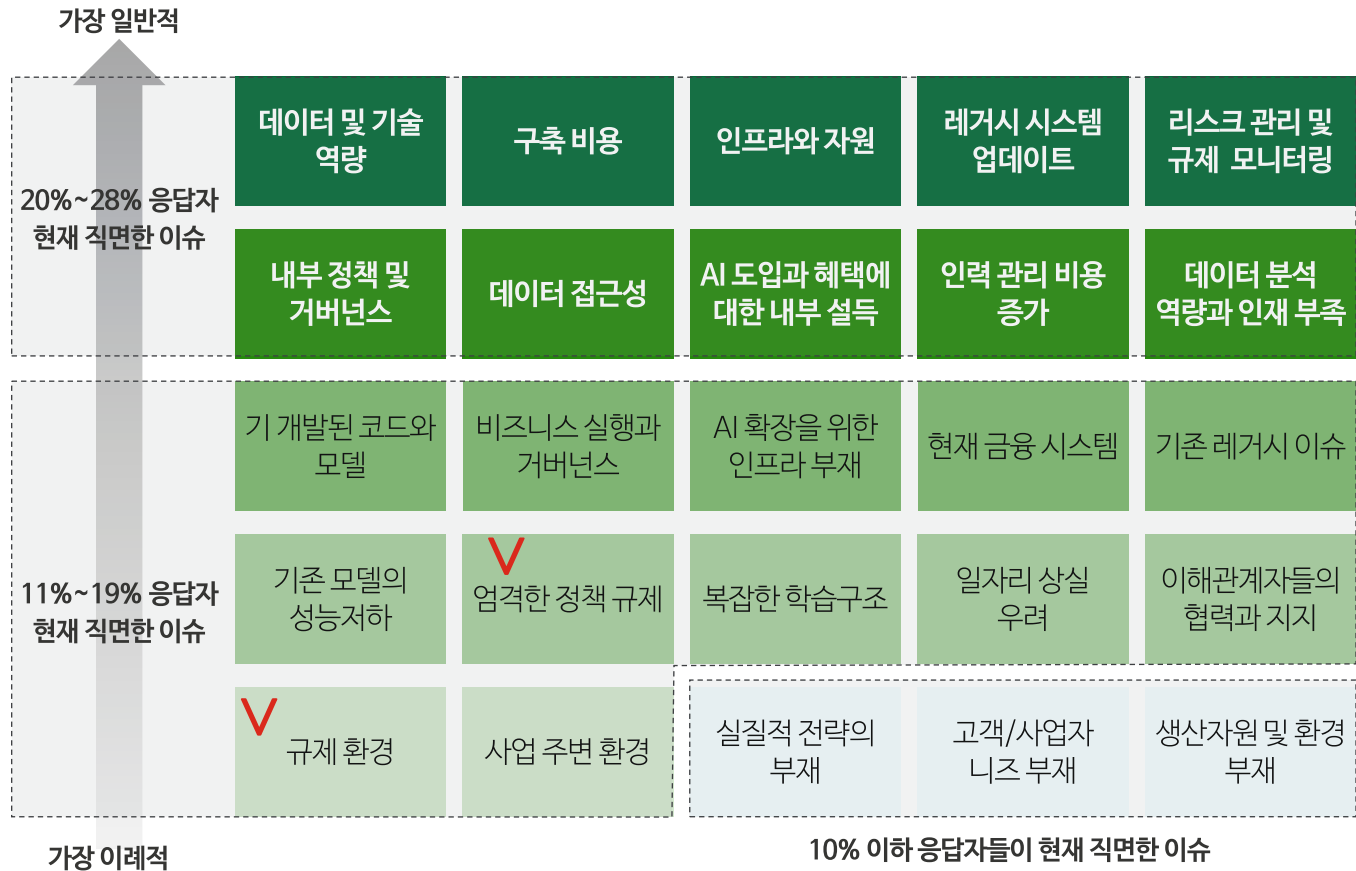 가장 일반적
20%~28% 응답자
현재 직면한 이슈
데이터 및 기술
역량
구축 비용
인프라와 자원
레거시 시스템
업데이트
리스크 관리 및
규제 모니터링
내부 정책 및
거버넌스
데이터 접근성
AI 도입과 혜택에
대한 내부 설득
인력 관리 비용
증가
데이터 분석
역량과 인재 부족
11%~19% 응답자
현재 직면한 이슈
기 개발된 코드와
모델
비즈니스 실행과
거버넌스
AI 확장을 위한
인프라 부재
현재 금융 시스템
기존 레거시 이슈
기존 모델의
성능저하
엄격한 정책 규제
복잡한 학습구조
일자리 상실
우려
이해관계자들의
협력과 지지
규제 환경
사업 주변 환경
실질적 전략의
부재
고객/사업자
니즈 부재
생산자원 및 환경
부재
가장 이례적
10% 이하 응답자들이 현재 직면한 이슈